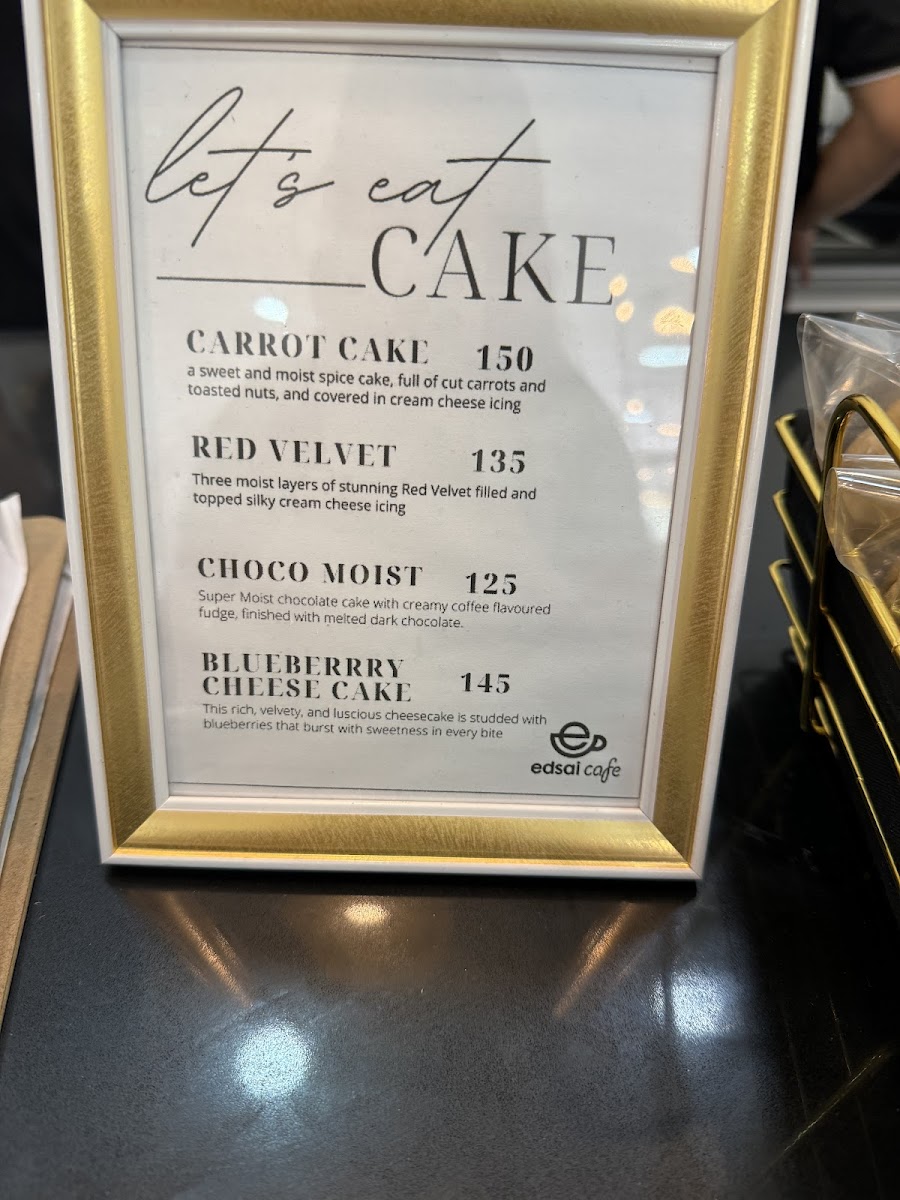 let's eat
CAKE
CARROT CAKE 150
a sweet and moist spice cake, full of cut carrots and
toasted nuts, and covered in cream cheese icing
RED VELVET 135
Three moist layers of stunning Red Velvet filled and
topped silky cream cheese icing
CHOCO MOIST 125
Super Moist chocolate cake with creamy coffee flavoured
fudge, finished with melted dark chocolate.
BLUEBERRRY
CHEESE CAKE 145
This rich, velvety, and luscious cheesecake is studded with
blueberries that burst with sweetness in every bite
edsai cafe